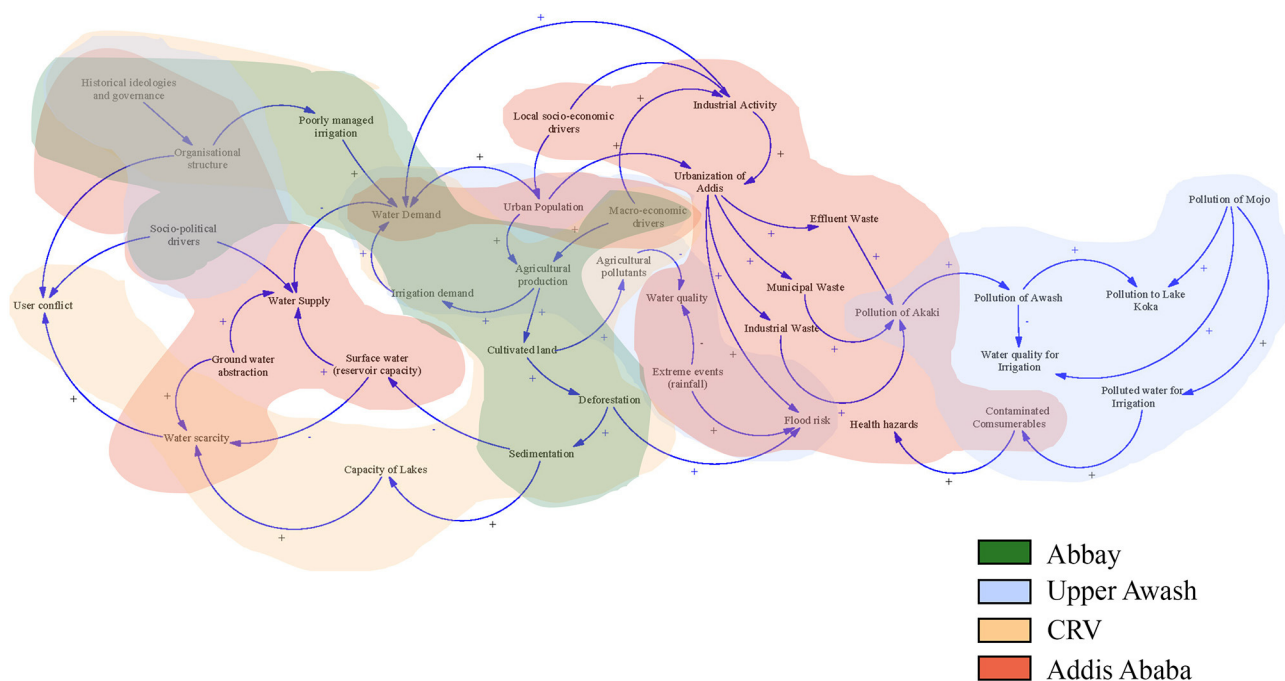 Historical ideologies
and governance
Organisational
structure
Poorly managed
irrigation
Local socio-economic
drivers
Industrial Activity
Urbanization of
Addis
Water Demand
Urban Population
Macro-economic
drivers
Effluent Waste
Pollution of Mojo
Socio-political
drivers
Agricultural
production
Agricultural
pollutants
User conflict
Water Supply
Irrigation demand
Water quality
Municipal Waste
Pollution of Akaki
Pollution of Awash
Pollution to Lake
Koka
Industrial Waste
Ground water
abstraction
Surface water
(reservoir capacity)
Cultivated land
Extreme events
(rainfall)
Water quality for
Irrigation
Polluted water for
Irrigation
Deforestation
Flood risk
Health hazards
Contaminated
Comsumerables
Water scarcity
Capacity of Lakes
Sedimentation
Abbay
Upper Awash
CRV
Addis Ababa